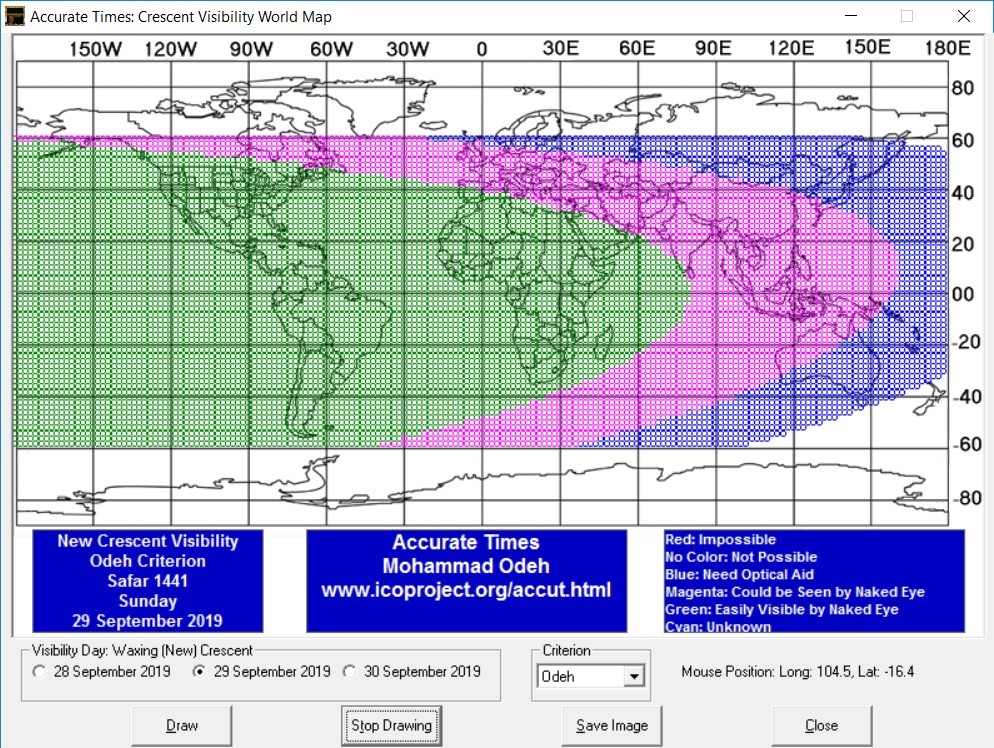 Accurate Times: Crescent Visibility World Map
150W 120W 90W 60W 30W 0 30E 60E 90E 120E 150E 180E
80
60
40
20
00
-20
-40
-60
-80
New Crescent Visibility
Odeh Criterion
Safar 1441
Sunday
29 September 2019
Accurate Times
Mohammad Odeh
www.icoproject.org/accut.html
Red: Impossible
No Color: Not Possible
Blue: Need Optical Aid
Magenta: Could be Seen by Naked Eye
Green: Easily Visible by Naked Eye
Cyan: Unknown
Visibility Day: Waxing (New) Crescent
28 September 2019 29 September 2019 30 September 2019
Criterion
Odeh
Mouse Position: Long: 104.5, Lat: -16.4
Draw Stop Drawing Save Image Close